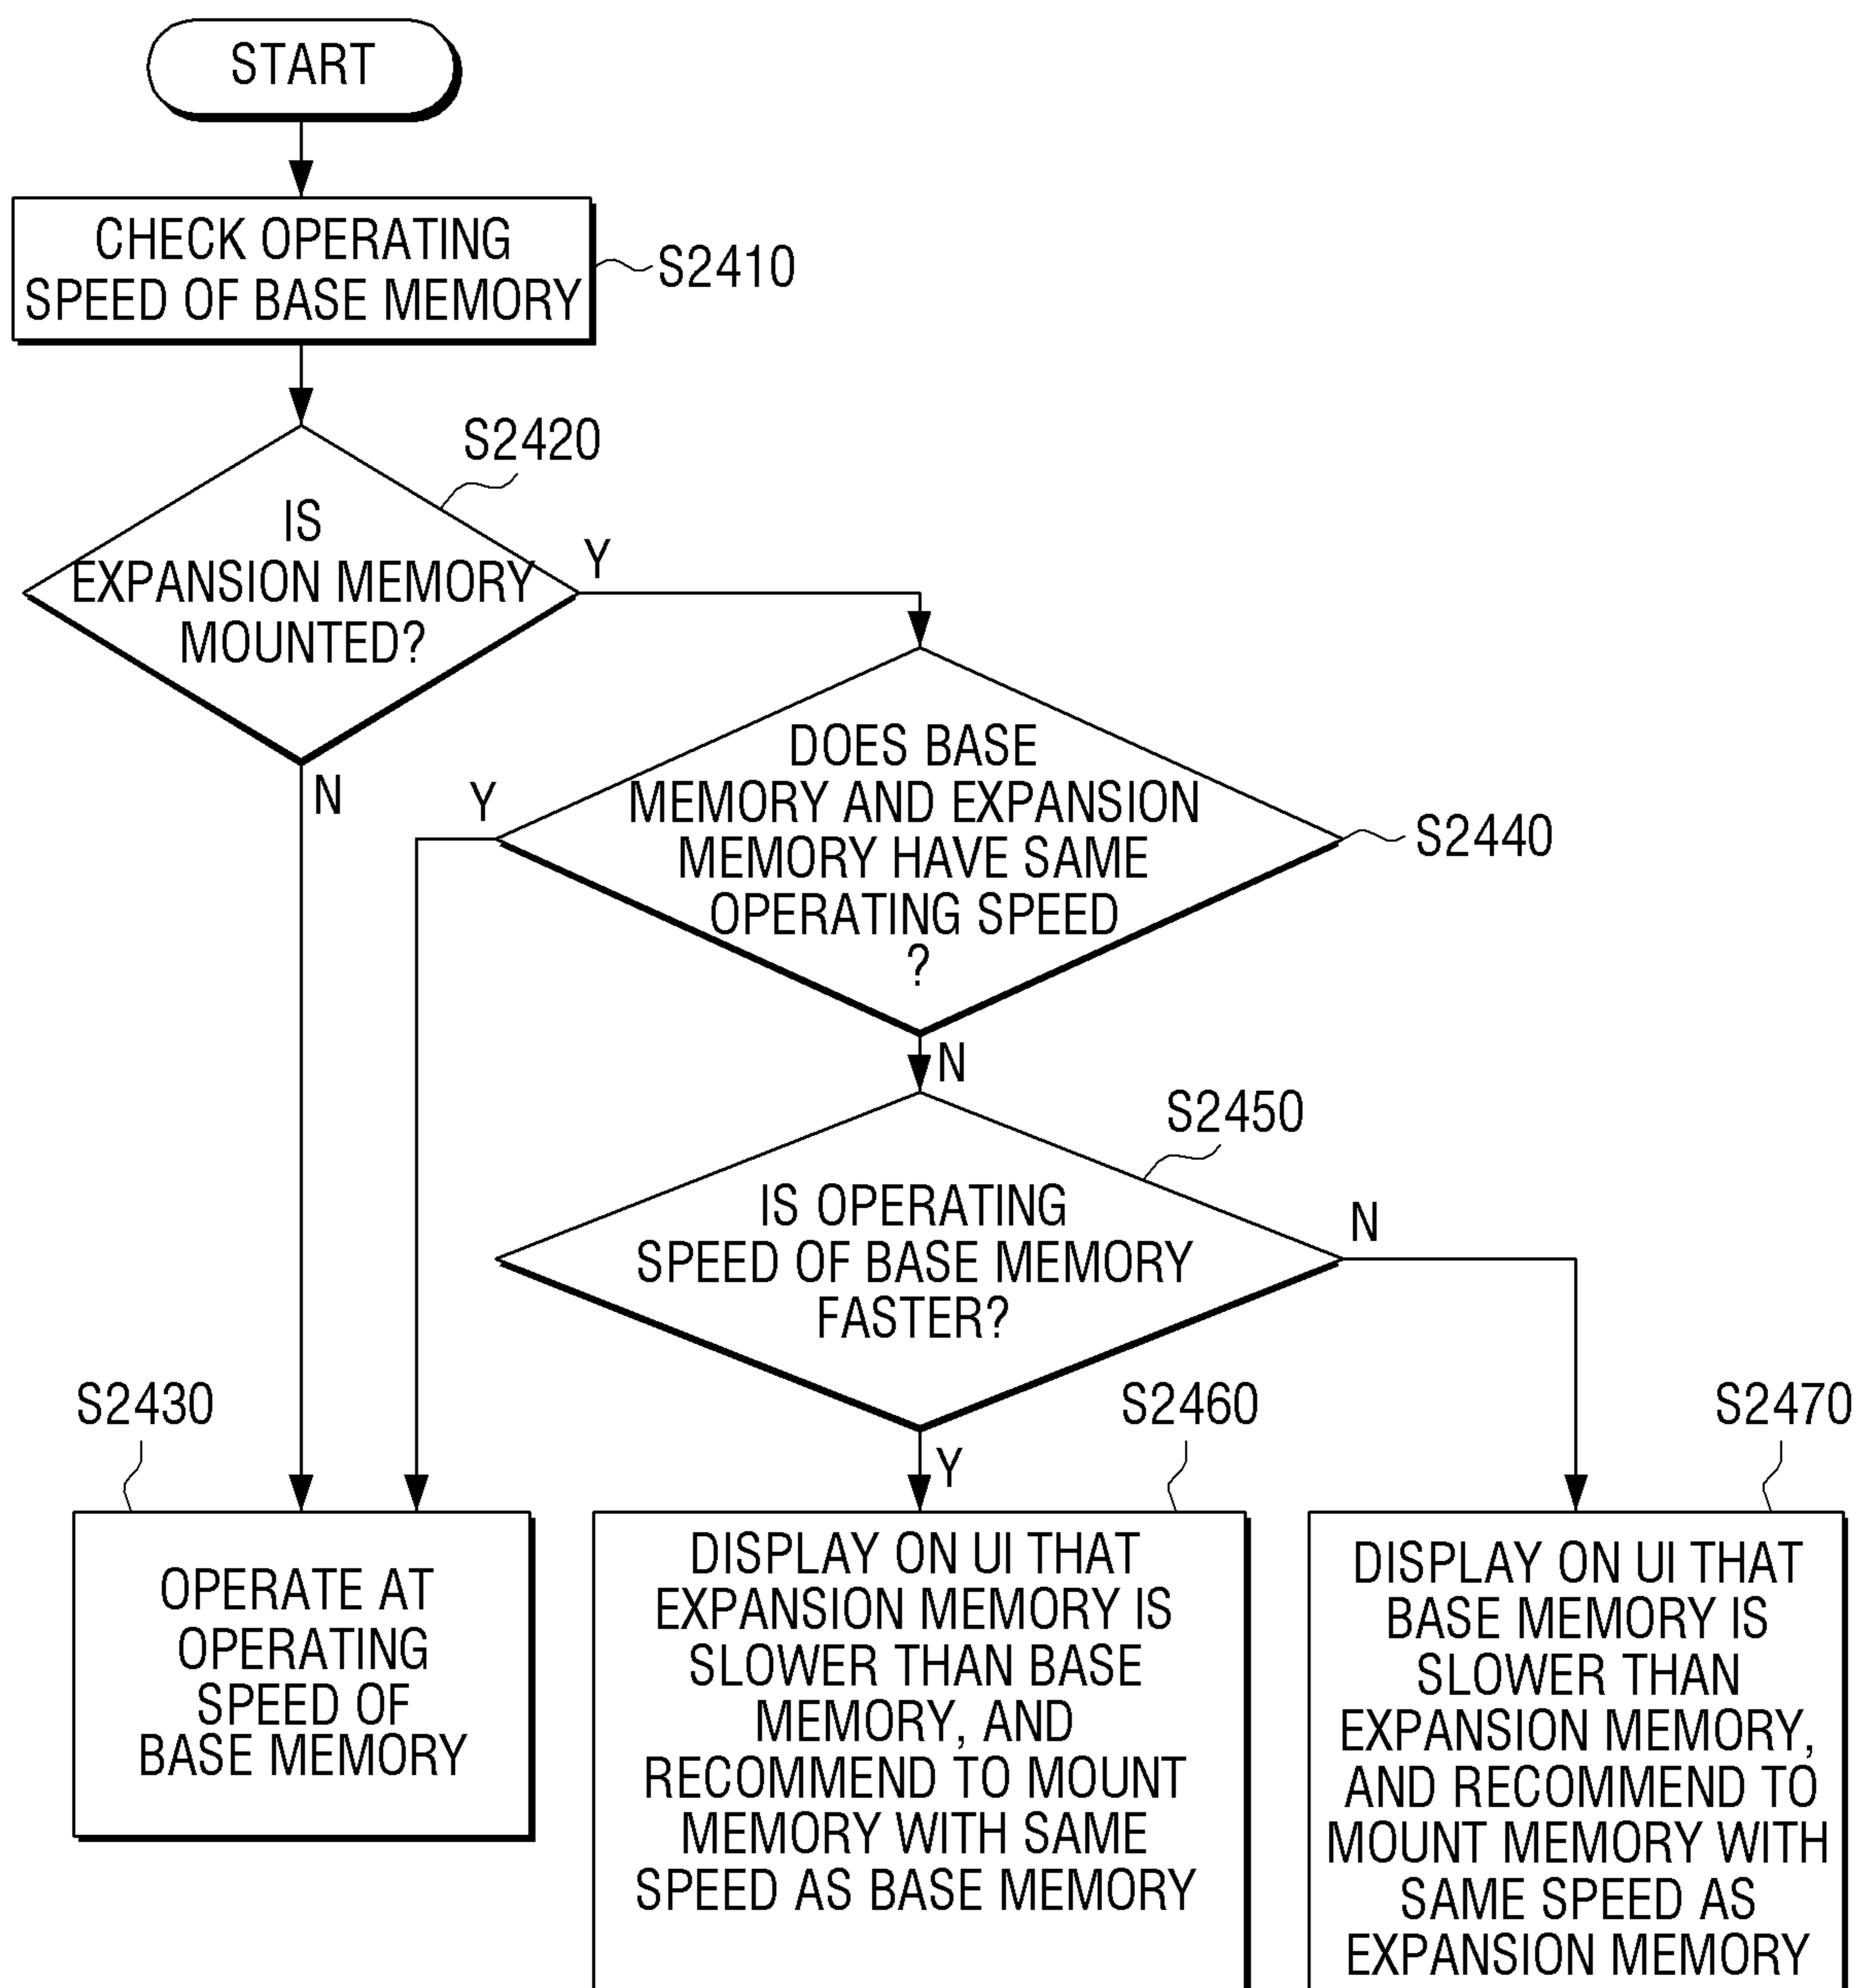 START
CHECK OPERATING
SPEED OF BASE MEMORY
S2410
S2420
IS
EXPANSION MEMORY
MOUNTED?
Y
N
DOES BASE
MEMORY AND EXPANSION
MEMORY HAVE SAME
OPERATING SPEED
?
Y
S2440
N
S2450
IS OPERATING
SPEED OF BASE MEMORY
FASTER?
N
Y
S2430
OPERATE AT
OPERATING
SPEED OF
BASE MEMORY
S2460
DISPLAY ON UI THAT
EXPANSION MEMORY IS
SLOWER THAN BASE
MEMORY, AND
RECOMMEND TO MOUNT
MEMORY WITH SAME
SPEED AS BASE MEMORY
S2470
DISPLAY ON UI THAT
BASE MEMORY IS
SLOWER THAN
EXPANSION MEMORY,
AND RECOMMEND TO
MOUNT MEMORY WITH
SAME SPEED AS
EXPANSION MEMORY